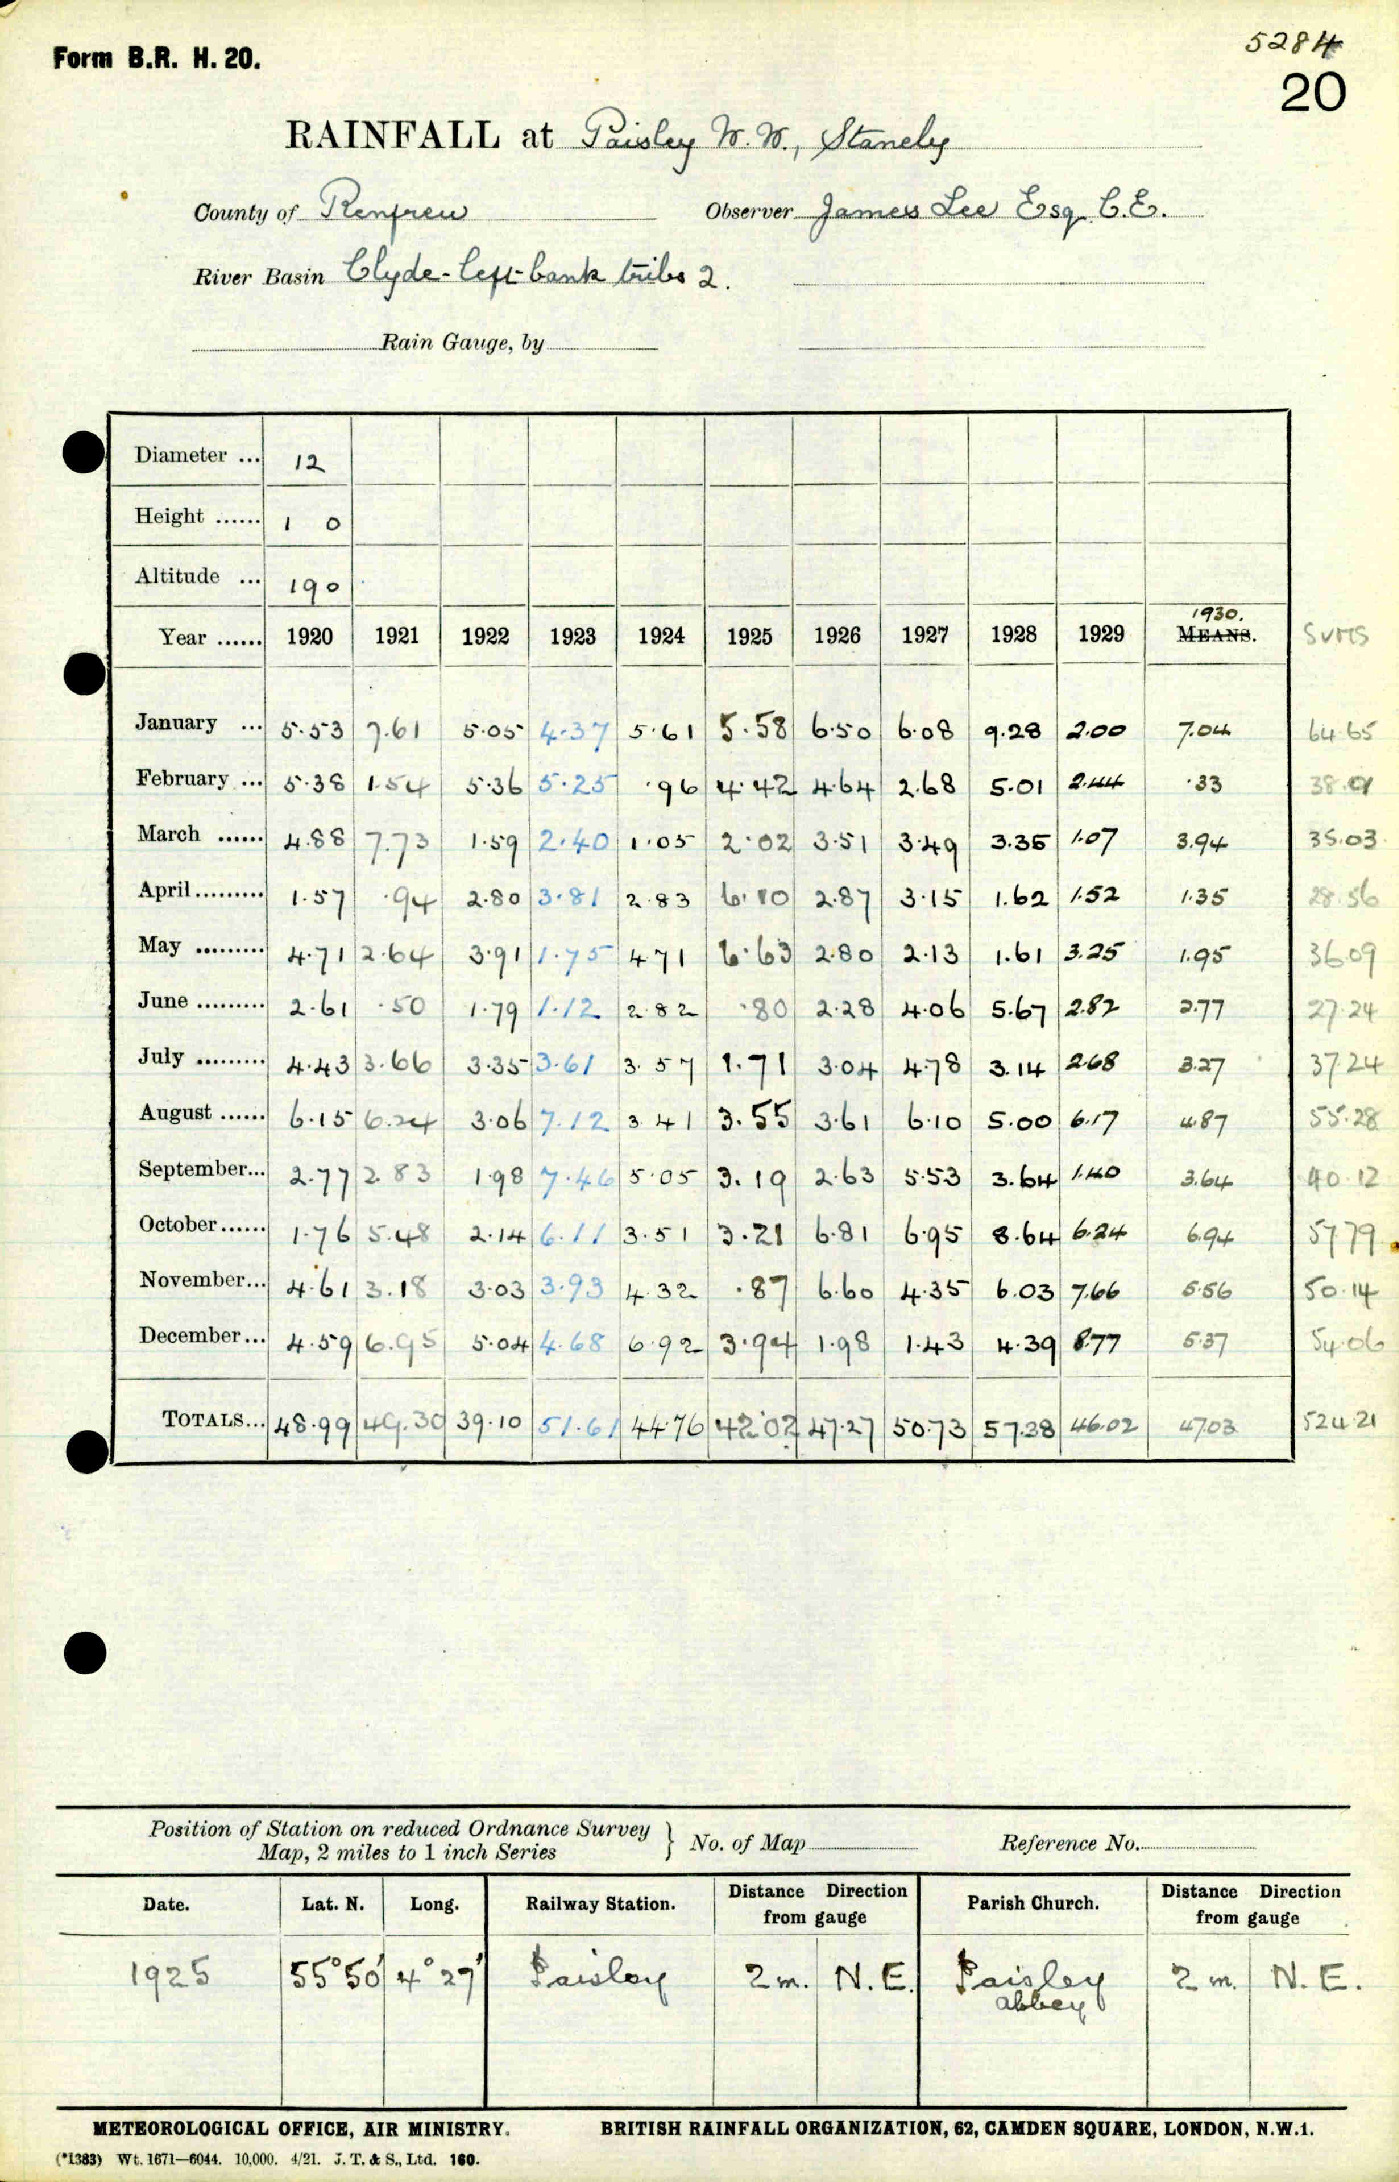 Form B.R. H. 20.
5284
20
RAINFALL at Paisley W.W., Stanely
County of Renfrew Observer James Lee Esq. C.E.
River Basin Clyde - left bank tribs 2.
Rain Gauge, by
Diameter ... 12
Height ...... 1 0
Altitude ... 190
1930.
Year ...... 1920 1921 1922 1923 1924 1925 1926 1927 1928 1929 MEANS. SUMS
January ... 5.53 7.61 5.05 4.37 5.61 5.58 6.50 6.08 9.28 2.00 7.04 64.65
February ... 5.38 1.54 5.36 5.25 .96 4.42 4.64 2.68 5.01 2.44 .33 38.01
March ...... 4.88 7.73 1.59 2.40 1.05 2.02 3.51 3.49 3.35 1.07 3.94 35.03
April ......... 1.57 .94 2.80 3.81 2.83 6.10 2.87 3.15 1.62 1.52 1.35 28.56
May ......... 4.71 2.64 3.91 1.75 4.71 6.63 2.80 2.13 1.61 3.25 1.95 36.09
June ......... 2.61 .50 1.79 1.12 2.82 .80 2.28 4.06 5.67 2.82 2.77 27.24
July ......... 4.43 3.66 3.35 3.61 3.57 1.71 3.04 4.78 3.14 2.68 3.27 37.24
August ...... 6.15 6.24 3.06 7.12 3.41 3.55 3.61 6.10 5.00 6.17 4.87 55.28
September... 2.77 2.83 1.98 7.46 5.05 3.19 2.63 5.53 3.64 1.40 3.64 40.12
October...... 1.76 5.48 2.14 6.11 3.51 3.21 6.81 6.95 8.64 6.24 6.94 57.79
November... 4.61 3.18 3.03 3.93 4.32 .87 6.60 4.35 6.03 7.66 5.56 50.14
December... 4.59 6.95 5.04 4.68 6.92 3.94 1.98 1.43 4.39 8.77 5.37 54.06
TOTALS... 48.99 49.30 39.10 51.61 44.76 42.02 47.27 50.73 57.38 46.02 47.03 524.21
Position of Station on reduced Ordnance Survey
Map, 2 miles to 1 inch Series } No. of Map Reference No.
Date. Lat. N. Long. Railway Station. Distance Direction from gauge Parish Church. Distance Direction from gauge
1925 55°50' 4°27' Paisley 2 m. N.E. Paisley Abbey 2 m. N.E.
METEOROLOGICAL OFFICE, AIR MINISTRY. BRITISH RAINFALL ORGANIZATION, 62, CAMDEN SQUARE, LONDON, N.W.1.
(*1383) Wt. 1671—6044. 10,000. 4/21. J. T. & S., Ltd. 160.